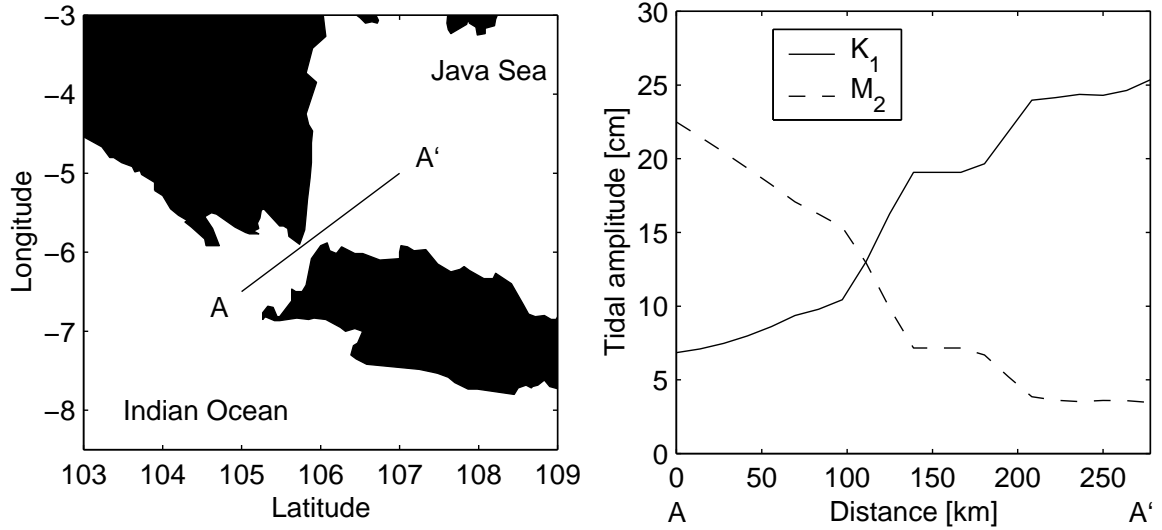 −3
−4
−5
−6
−7
−8
Longitude
Java Sea
A‘
A
Indian Ocean
103 104 105 106 107 108 109
Latitude
30
25
20
15
10
5
0
Tidal amplitude [cm]
K1
M2
0 50 100 150 200 250
A Distance [km] A‘